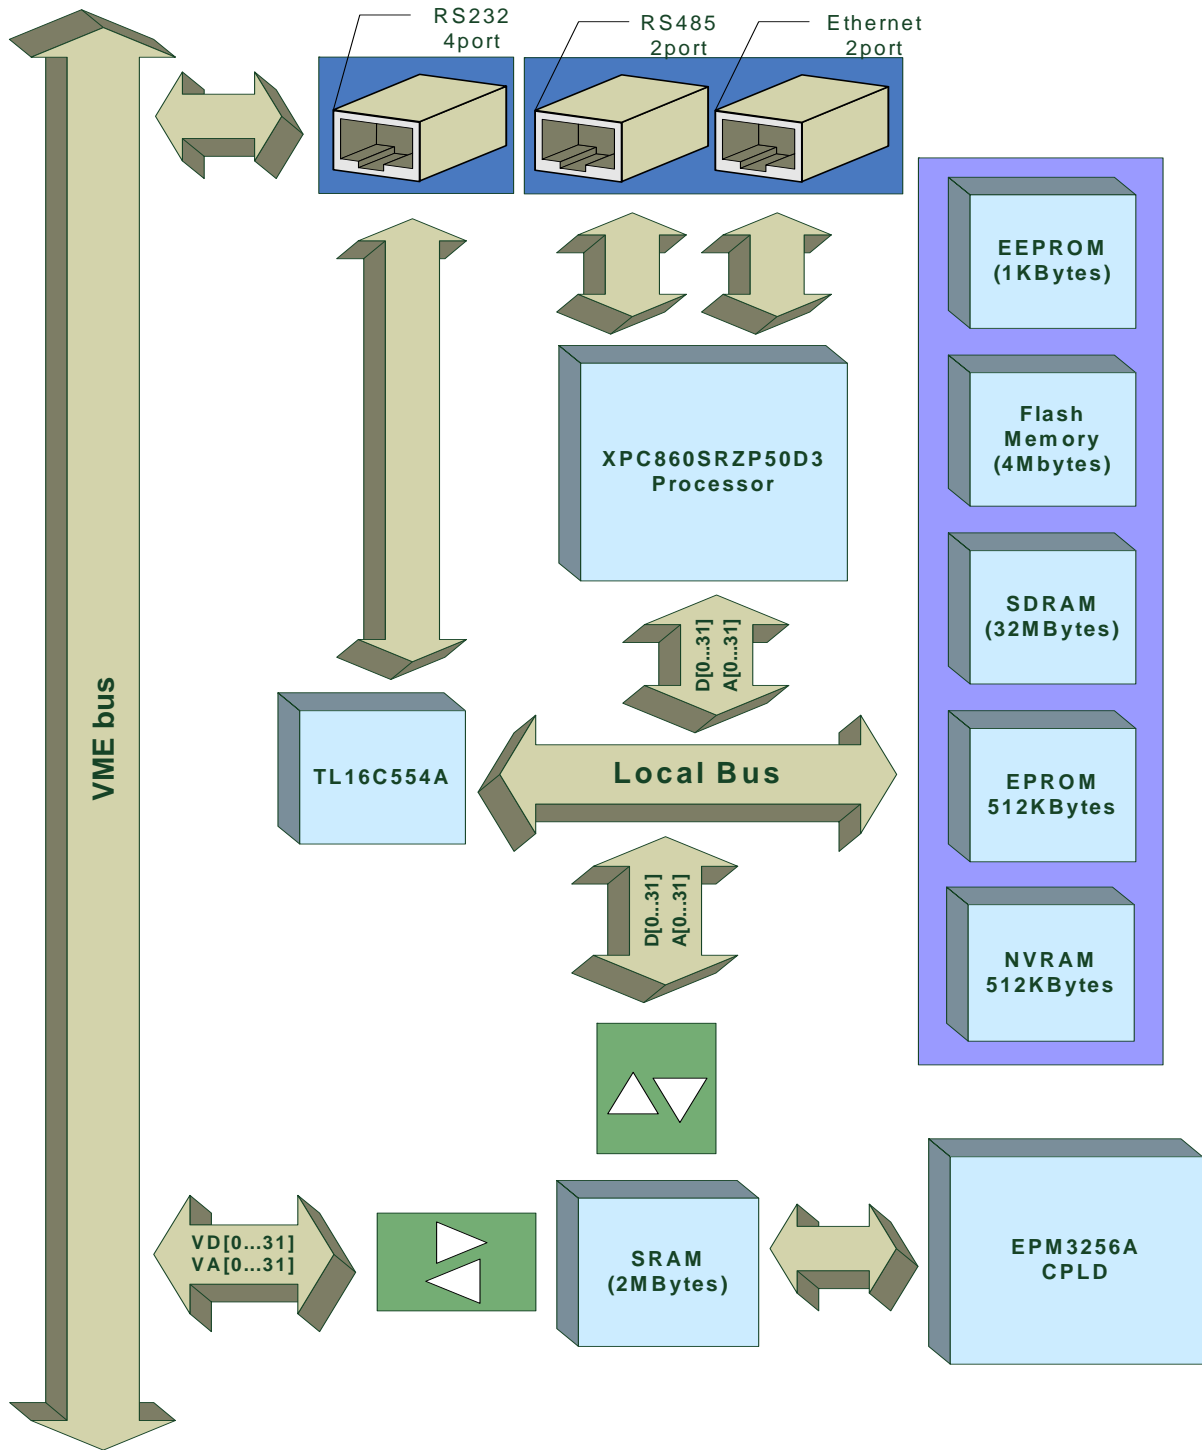 RS232
4port
RS485
2port
Ethernet
2port
EEPROM
(1KBytes)
Flash
Memory
(4Mbytes)
XPC860SRZP50D3
Processor
SDRAM
(32MBytes)
D[0...31]
A[0...31]
VME bus
TL16C554A
Local Bus
EPROM
512KBytes
D[0...31]
A[0...31]
NVRAM
512KBytes
VD[0...31]
VA[0...31]
SRAM
(2MBytes)
EPM3256A
CPLD